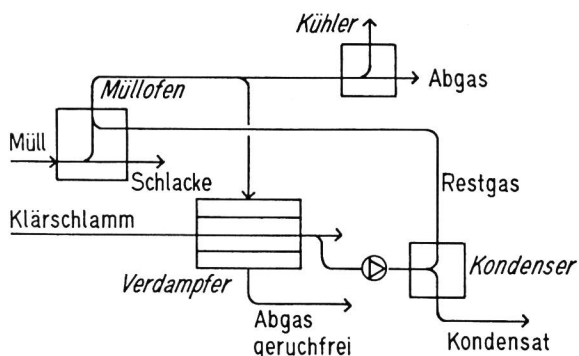 Kühler
Abgas
Müllofen
Müll
Schlacke
Restgas
Klärschlamm
Kondenser
Verdampfer
Abgas
geruchfrei
Kondensat